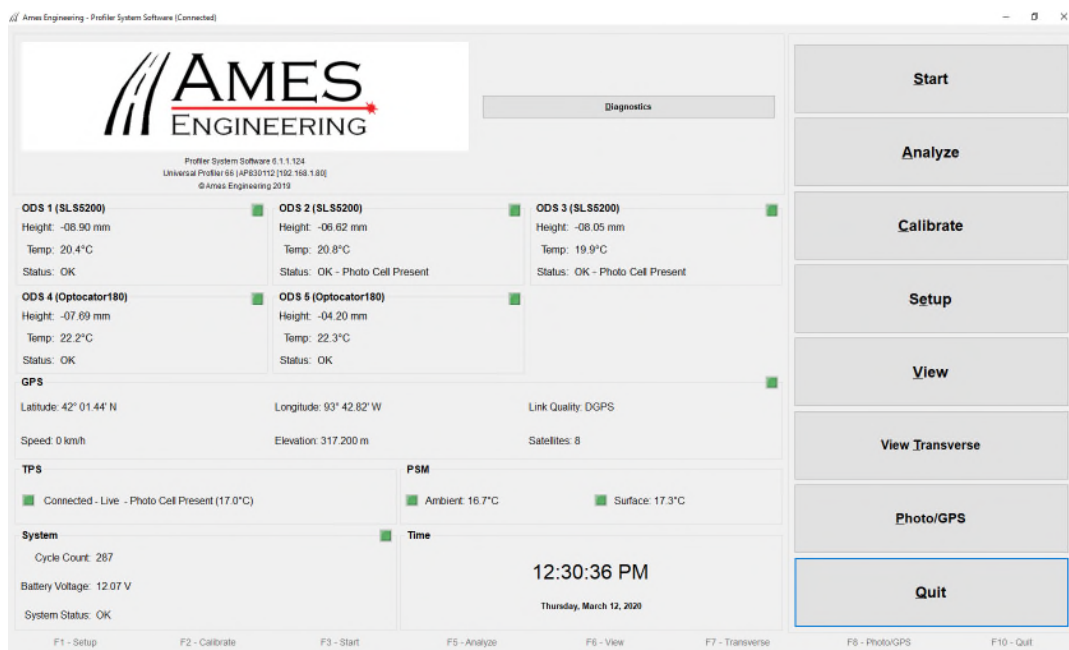 Ames Engineering - Profiler System Software (Connected)
AMES
ENGINEERING
Profiler System Software 6.1.1.124
Universal Profiler 66 | AP830112 [192.168.1.80]
©Ames Engineering 2019
Diagnostics
ODS 1 (SLS5200)
Height: -08.90 mm
Temp: 20.4°C
Status: OK
ODS 2 (SLS5200)
Height: -06.62 mm
Temp: 20.8°C
Status: OK - Photo Cell Present
ODS 3 (SLS5200)
Height: -08.05 mm
Temp: 19.9°C
Status: OK - Photo Cell Present
ODS 4 (Optocator180)
Height: -07.69 mm
Temp: 22.2°C
Status: OK
ODS 5 (Optocator180)
Height: -04.20 mm
Temp: 22.3°C
Status: OK
GPS
Latitude: 42° 01.44' N
Longitude: 93° 42.82' W
Link Quality: DGPS
Speed: 0 km/h
Elevation: 317.200 m
Satellites: 8
TPS
Connected - Live - Photo Cell Present (17.0°C)
PSM
Ambient: 16.7°C
Surface: 17.3°C
System
Cycle Count: 287
Battery Voltage: 12.07 V
System Status: OK
Time
12:30:36 PM
Thursday, March 12, 2020
Start
Analyze
Calibrate
Setup
View
View Transverse
Photo/GPS
Quit
F1 - Setup
F2 - Calibrate
F3 - Start
F5 - Analyze
F6 - View
F7 - Transverse
F8 - Photo/GPS
F10 - Quit